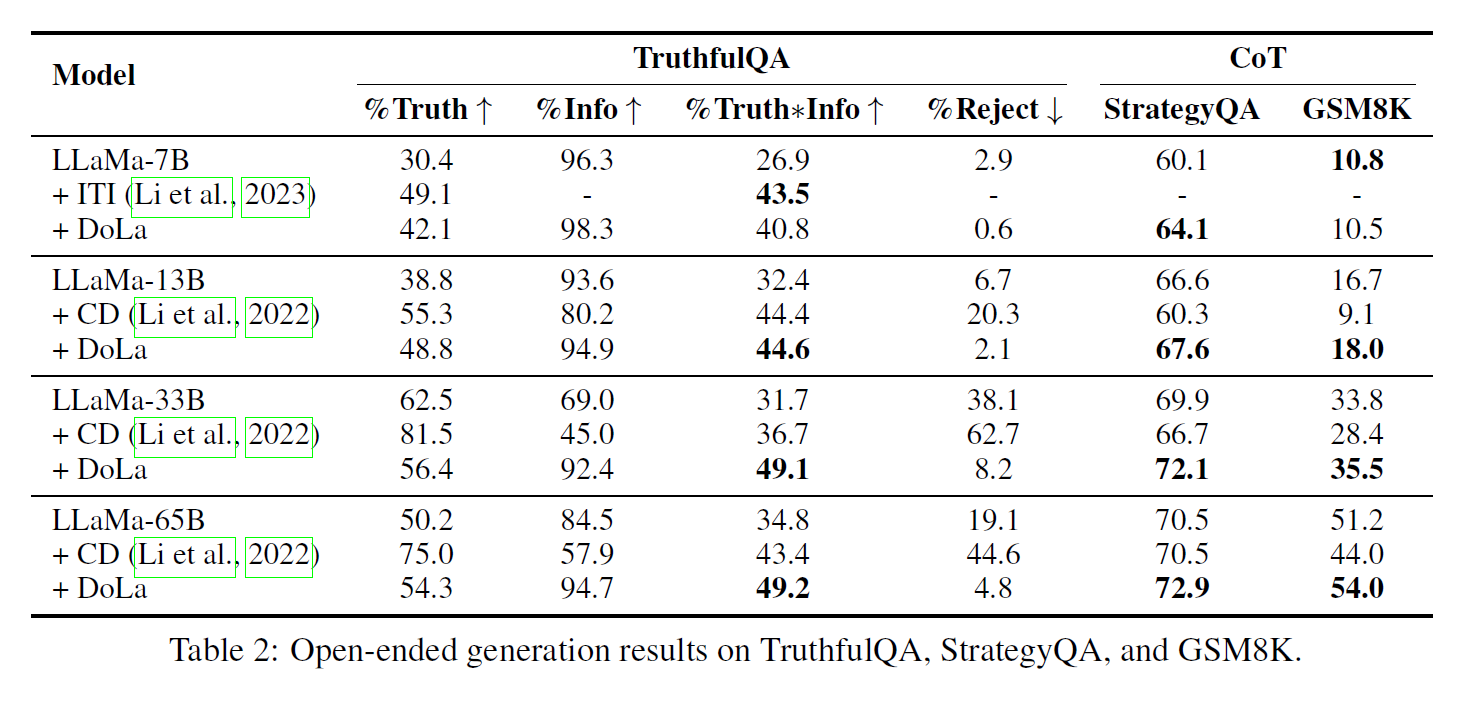 Model TruthfulQA CoT
%Truth ↑ %Info ↑ %Truth∗Info ↑ %Reject ↓ StrategyQA GSM8K
LLaMa-7B 30.4 96.3 26.9 2.9 60.1 10.8
+ ITI (Li et al., 2023) 49.1 - 43.5 - - -
+ DoLa 42.1 98.3 40.8 0.6 64.1 10.5
LLaMa-13B 38.8 93.6 32.4 6.7 66.6 16.7
+ CD (Li et al., 2022) 55.3 80.2 44.4 20.3 60.3 9.1
+ DoLa 48.8 94.9 44.6 2.1 67.6 18.0
LLaMa-33B 62.5 69.0 31.7 38.1 69.9 33.8
+ CD (Li et al., 2022) 81.5 45.0 36.7 62.7 66.7 28.4
+ DoLa 56.4 92.4 49.1 8.2 72.1 35.5
LLaMa-65B 50.2 84.5 34.8 19.1 70.5 51.2
+ CD (Li et al., 2022) 75.0 57.9 43.4 44.6 70.5 44.0
+ DoLa 54.3 94.7 49.2 4.8 72.9 54.0
Table 2: Open-ended generation results on TruthfulQA, StrategyQA, and GSM8K.